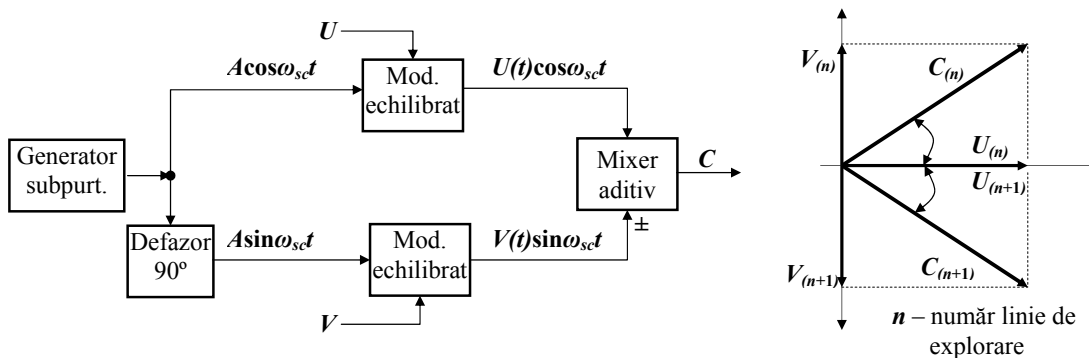 U
Acosω_sc t
Mod.
echilibrat
U(t)cosω_sc t
Generator
subpurt.
Mixer
aditiv
C
±
Defazor
90º
Asinω_sc t
Mod.
echilibrat
V(t)sinω_sc t
V
V(n)
C(n)
U(n)
U(n+1)
V(n+1)
C(n+1)
n – număr linie de
explorare